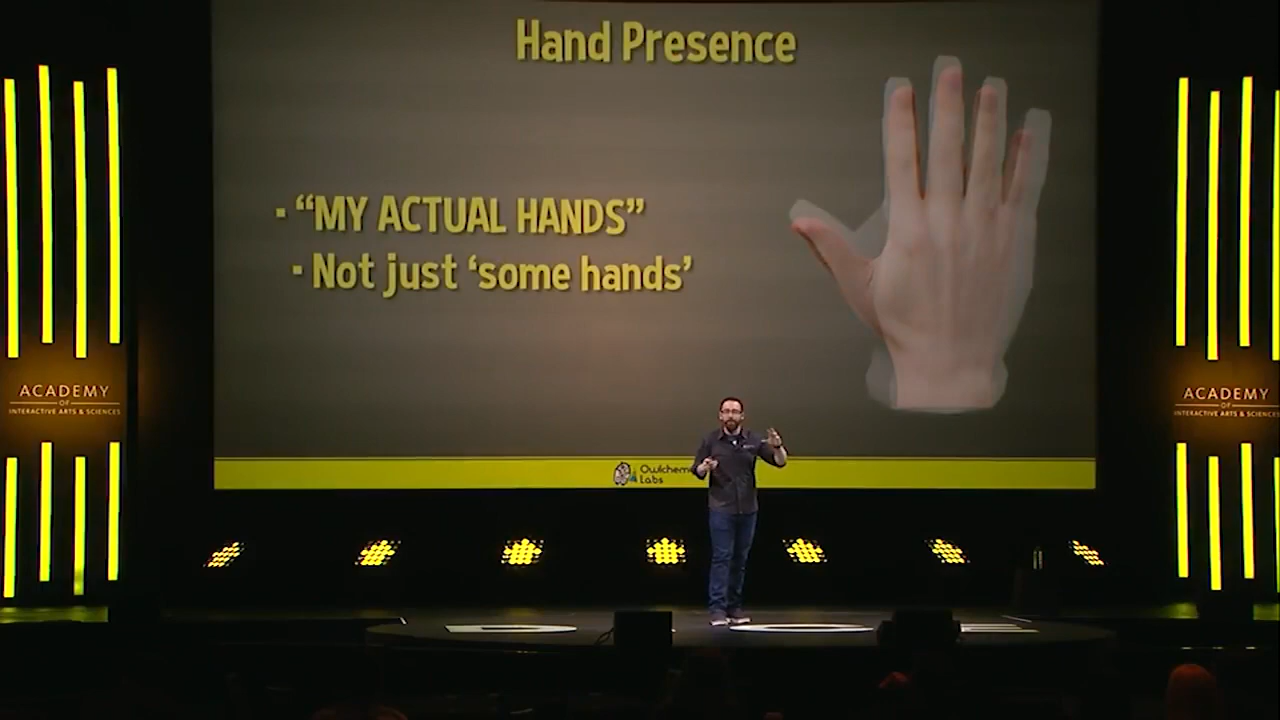 Hand Presence
▪ “MY ACTUAL HANDS”
▪ Not just ‘some hands’
ACADEMY
OF
INTERACTIVE ARTS & SCIENCES
ACADEMY
OF
INTERACTIVE ARTS & SCIENCES
Owlchem
Labs